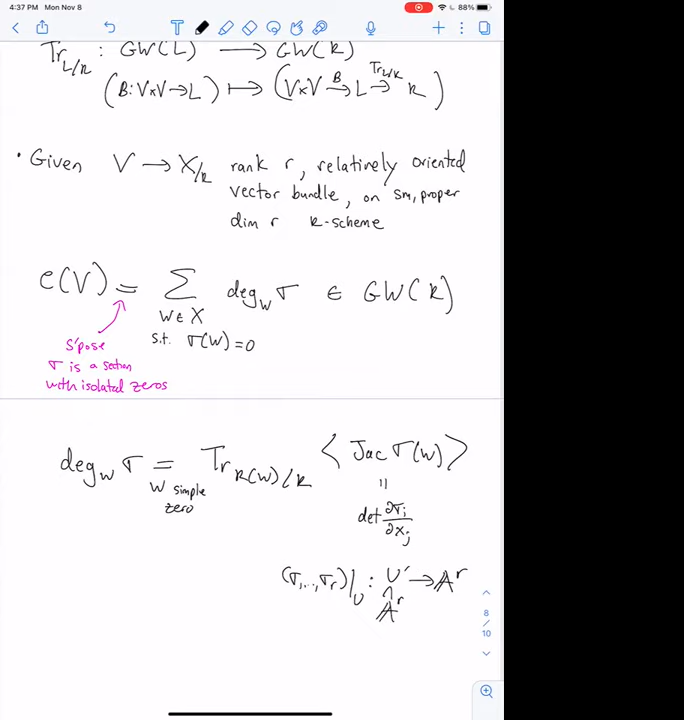 4:37 PM Mon Nov 8
88%
Tr_{L/k} : GW(L) ⟶ GW(k)
(B: V×V→L) ⟼ (V×V →^{B} L →^{Tr_{L/k}} k)
• Given V → X/k rank r, relatively oriented
vector bundle, on sm, proper
dim r k-scheme
e(V) = Σ deg_W σ ∈ GW(k)
W ∈ X
s.t. σ(W) = 0
S'pose
σ is a section
with isolated zeros
deg_W σ = Tr_{k(W)/k} ⟨Jac σ(W)⟩
W simple
zero
"
det ∂σ_i/∂x_j
(σ_1,...,σ_r)|_U : U' → 𝔸^r
∩
𝔸^r
8
/
10